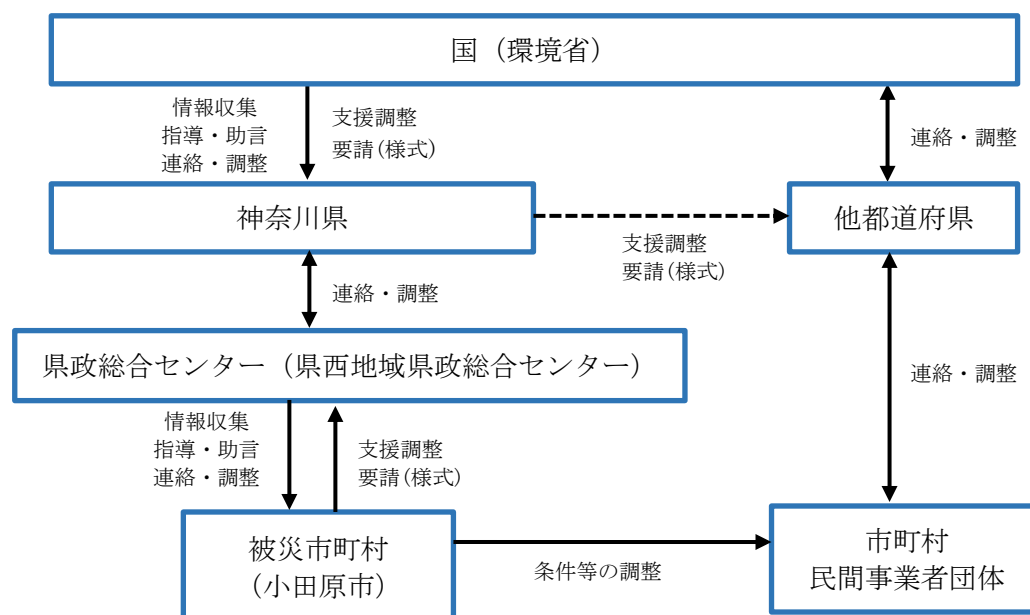 国（環境省）
情報収集
指導・助言
連絡・調整
支援調整
要請(様式)
連絡・調整
神奈川県
支援調整
要請(様式)
他都道府県
連絡・調整
県政総合センター（県西地域県政総合センター）
連絡・調整
情報収集
指導・助言
連絡・調整
支援調整
要請(様式)
被災市町村
（小田原市）
条件等の調整
市町村
民間事業者団体